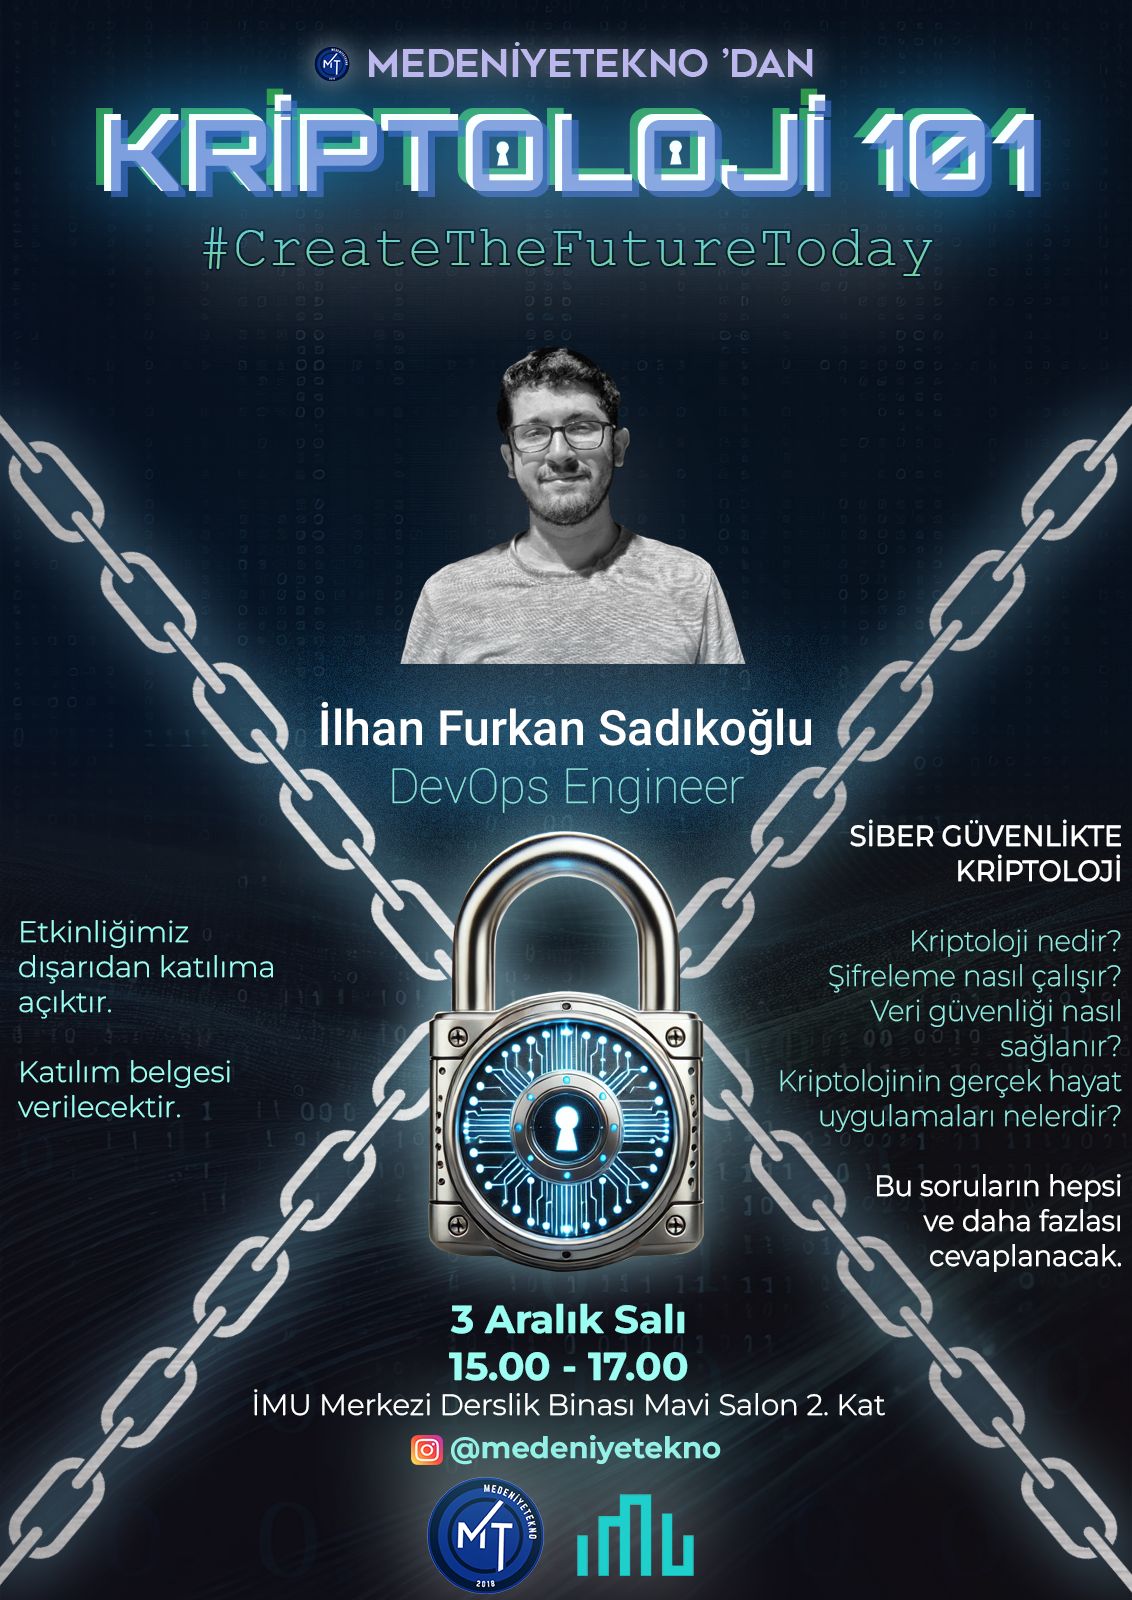 MEDENİYETEKNO 'DAN
KRİPTOLOJİ 101
#CreateTheFutureToday
İlhan Furkan Sadıkoğlu
DevOps Engineer
SİBER GÜVENLİKTE
KRİPTOLOJİ
Etkinliğimiz
dışarıdan katılıma
açıktır.
Katılım belgesi
verilecektir.
Kriptoloji nedir?
Şifreleme nasıl çalışır?
Veri güvenliği nasıl
sağlanır?
Kriptolojinin gerçek hayat
uygulamaları nelerdir?
Bu soruların hepsi
ve daha fazlası
cevaplanacak.
3 Aralık Salı
15.00 - 17.00
İMU Merkezi Derslik Binası Mavi Salon 2. Kat
@medeniyetekno
MEDENİYETEKNO
MT
2018
imu